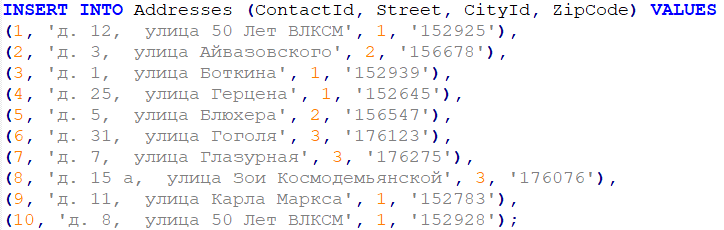 INSERT INTO Addresses (ContactId, Street, CityId, ZipCode) VALUES
(1, 'д. 12,  улица 50 Лет ВЛКСМ', 1, '152925'),
(2, 'д. 3,  улица Айвазовского', 2, '156678'),
(3, 'д. 1,  улица Боткина', 1, '152939'),
(4, 'д. 25,  улица Герцена', 1, '152645'),
(5, 'д. 5,  улица Блюхера', 2, '156547'),
(6, 'д. 31,  улица Гоголя', 3, '176123'),
(7, 'д. 7,  улица Глазурная', 3, '176275'),
(8, 'д. 15 а,  улица Зои Космодемьянской', 3, '176076'),
(9, 'д. 11,  улица Карла Маркса', 1, '152783'),
(10, 'д. 8,  улица 50 Лет ВЛКСМ', 1, '152928');